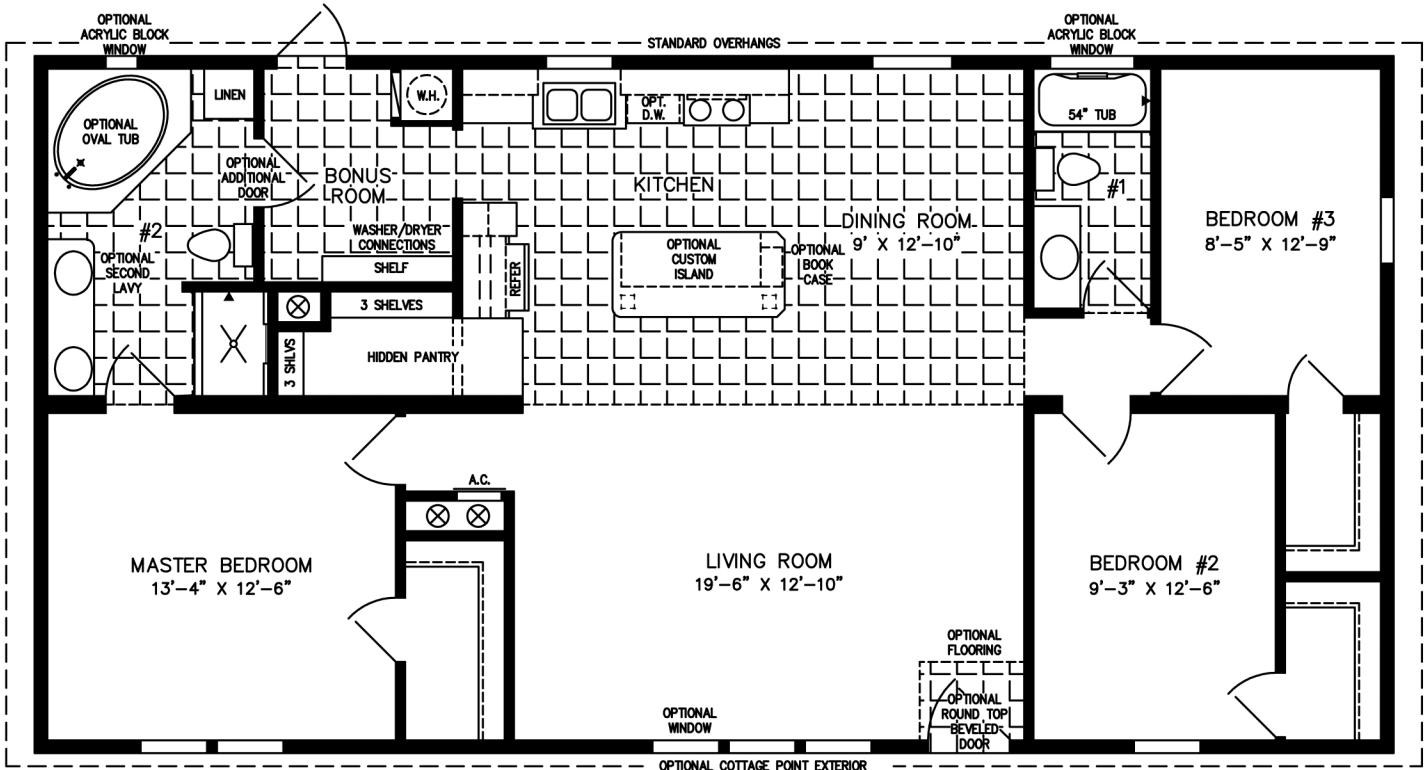 OPTIONAL
ACRYLIC BLOCK
WINDOW
STANDARD OVERHANGS
OPTIONAL
ACRYLIC BLOCK
WINDOW
OPTIONAL
OVAL TUB
LINEN
W.H.
OPT.
D.W.
54" TUB
OPTIONAL
ADDITIONAL
DOOR
BONUS
ROOM
KITCHEN
#1
#2
WASHER/DRYER
CONNECTIONS
OPTIONAL
SECOND
LAVY
SHELF
REFER
OPTIONAL
CUSTOM
ISLAND
OPTIONAL
BOOK
CASE
DINING ROOM
9' X 12'-10"
BEDROOM #3
8'-5" X 12'-9"
3 SHELVES
3 SHLVS
HIDDEN PANTRY
A.C.
MASTER BEDROOM
13'-4" X 12'-6"
LIVING ROOM
19'-6" X 12'-10"
BEDROOM #2
9'-3" X 12'-6"
OPTIONAL
FLOORING
OPTIONAL
WINDOW
OPTIONAL
ROUND TOP
BEVELED
DOOR
OPTIONAL COTTAGE POINT EXTERIOR